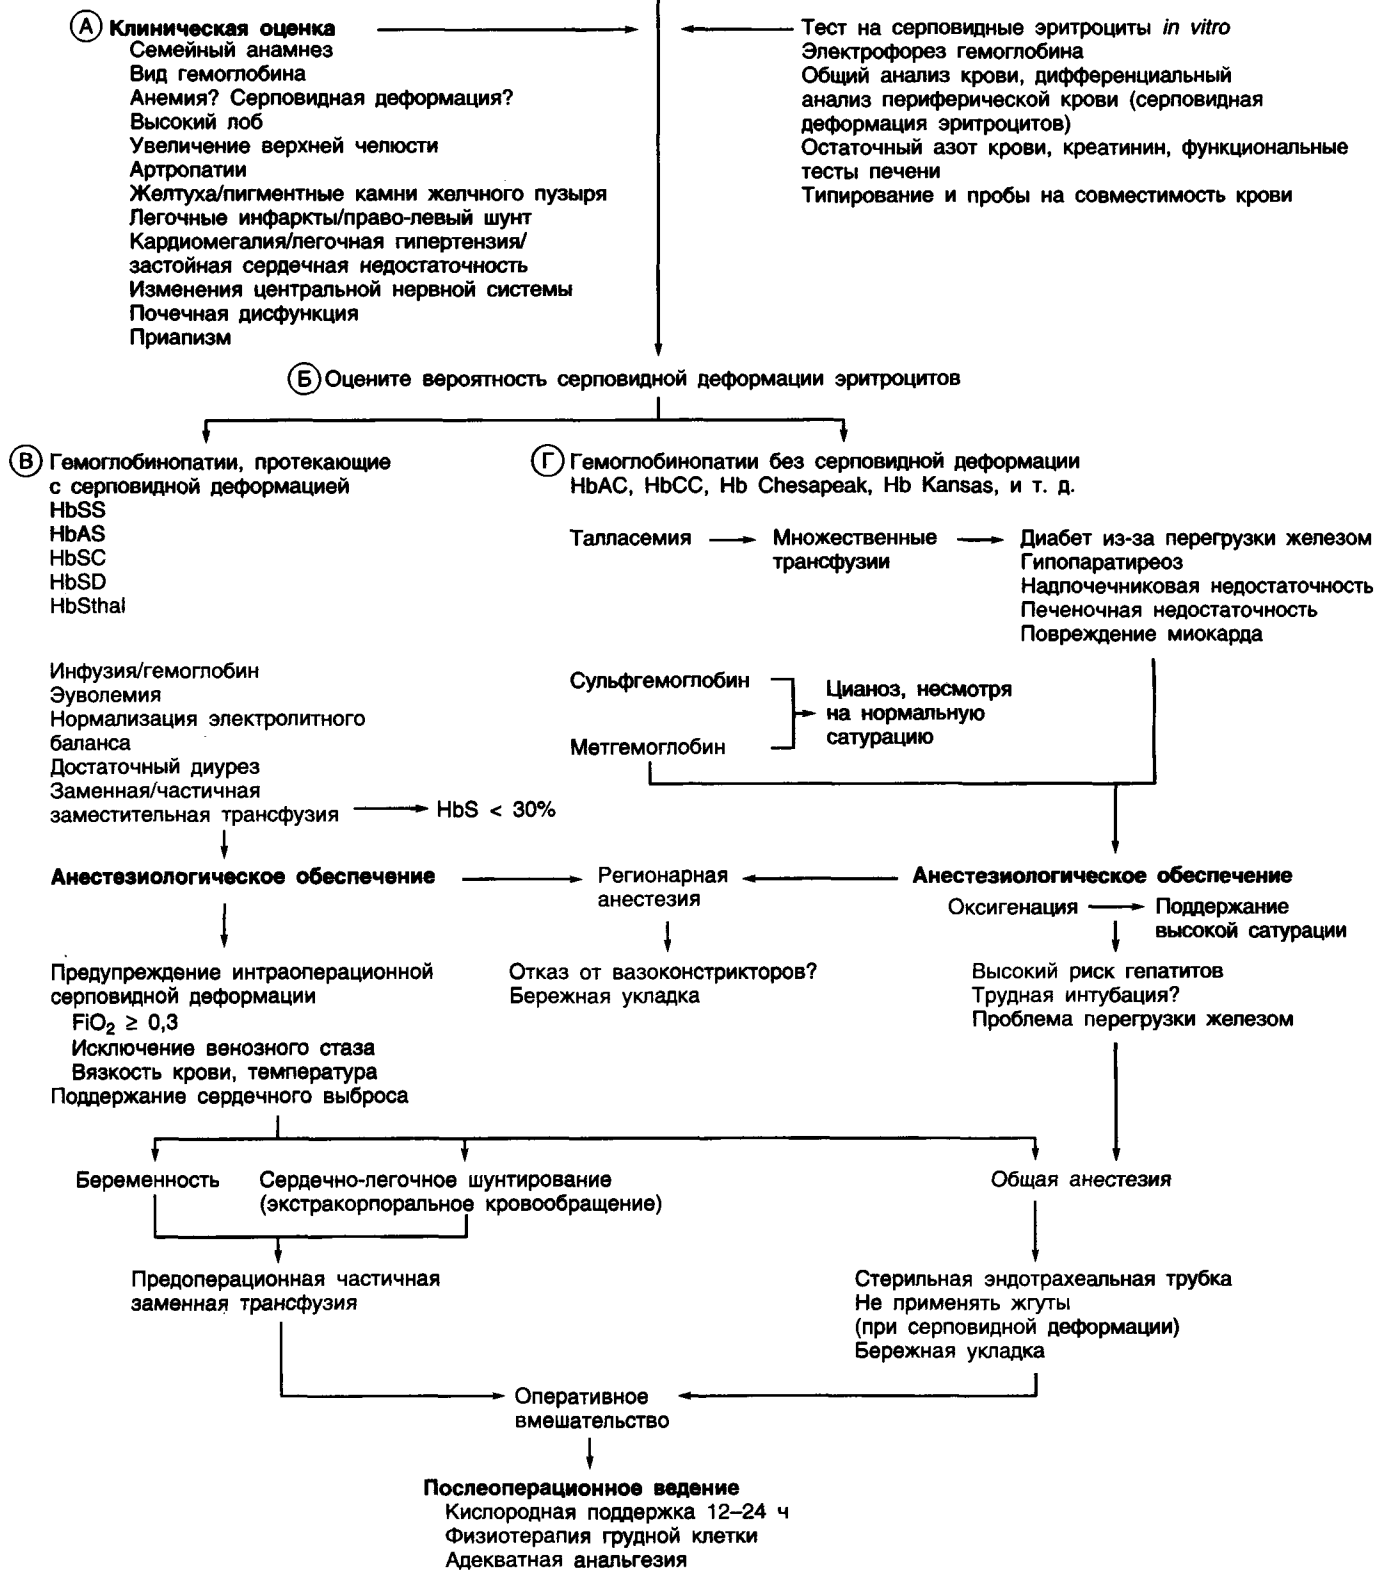 А Клиническая оценка
Семейный анамнез
Вид гемоглобина
Анемия? Серповидная деформация?
Высокий лоб
Увеличение верхней челюсти
Артропатии
Желтуха/пигментные камни желчного пузыря
Легочные инфаркты/право-левый шунт
Кардиомегалия/легочная гипертензия/
застойная сердечная недостаточность
Изменения центральной нервной системы
Почечная дисфункция
Приапизм
Тест на серповидные эритроциты in vitro
Электрофорез гемоглобина
Общий анализ крови, дифференциальный
анализ периферической крови (серповидная
деформация эритроцитов)
Остаточный азот крови, креатинин, функциональные
тесты печени
Типирование и пробы на совместимость крови
Б Оцените вероятность серповидной деформации эритроцитов
В Гемоглобинопатии, протекающие
с серповидной деформацией
HbSS
HbAS
HbSC
HbSD
HbSthal
Инфузия/гемоглобин
Эуволемия
Нормализация электролитного
баланса
Достаточный диурез
Заменная/частичная
заместительная трансфузия
HbS < 30%
Г Гемоглобинопатии без серповидной деформации
HbAC, HbCC, Hb Chesapeak, Hb Kansas, и т. д.
Талласемия
Множественные
трансфузии
Диабет из-за перегрузки железом
Гипопаратиреоз
Надпочечниковая недостаточность
Печеночная недостаточность
Повреждение миокарда
Сульфгемоглобин
Метгемоглобин
Цианоз, несмотря
на нормальную
сатурацию
Анестезиологическое обеспечение
Регионарная
анестезия
Анестезиологическое обеспечение
Оксигенация
Поддержание
высокой сатурации
Предупреждение интраоперационной
серповидной деформации
FiO₂ ≥ 0,3
Исключение венозного стаза
Вязкость крови, температура
Поддержание сердечного выброса
Отказ от вазоконстрикторов?
Бережная укладка
Высокий риск гепатитов
Трудная интубация?
Проблема перегрузки железом
Беременность
Сердечно-легочное шунтирование
(экстракорпоральное кровообращение)
Общая анестезия
Предоперационная частичная
заменная трансфузия
Стерильная эндотрахеальная трубка
Не применять жгуты
(при серповидной деформации)
Бережная укладка
Оперативное
вмешательство
Послеоперационное ведение
Кислородная поддержка 12–24 ч
Физиотерапия грудной клетки
Адекватная анальгезия